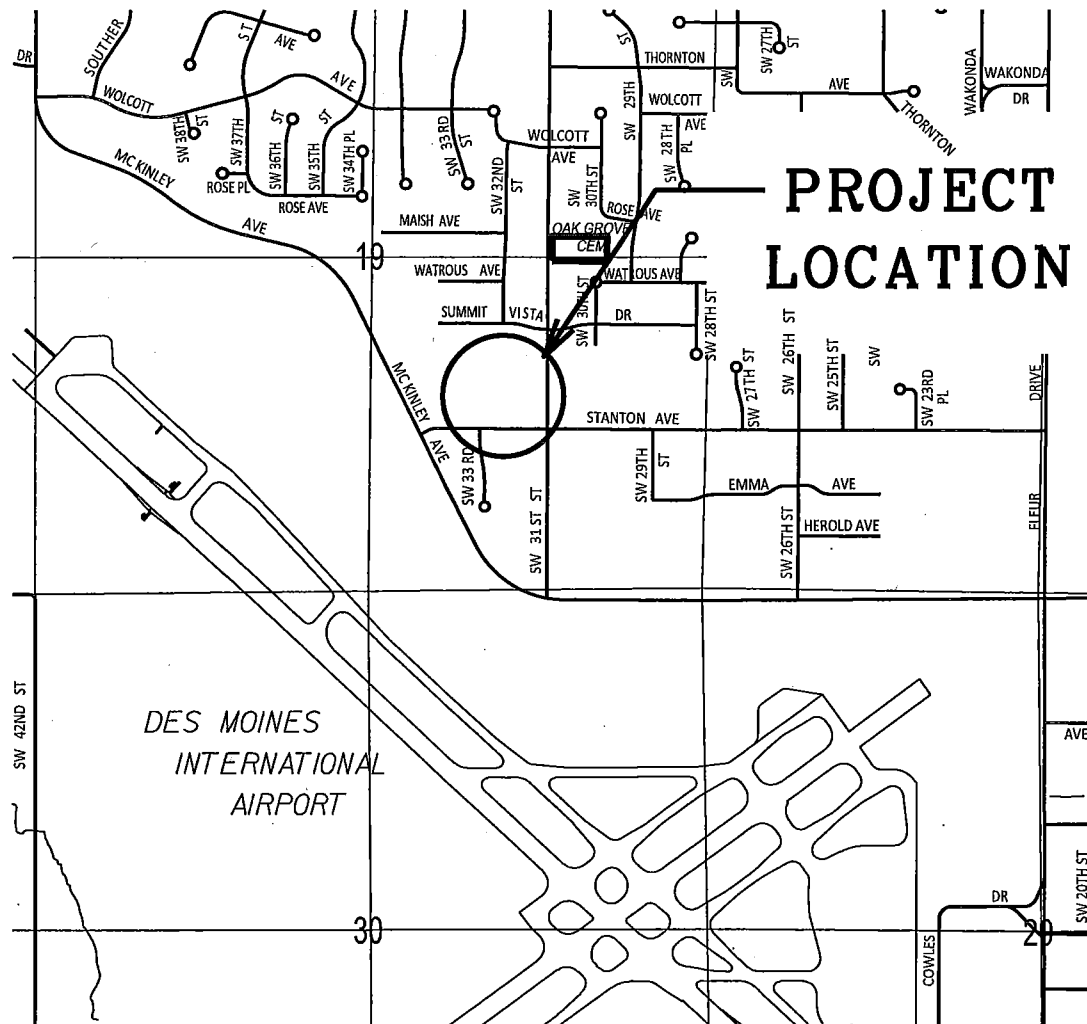 DR
SOUTHER
ST
AVE
ST
SW 27TH
ST
THORNTON
SW
AVE
WAKONDA
WAKONDA
DR
THORNTON
WOLCOTT
AVE
SW 38TH
ST
SW 37TH
SW 36TH
ST
SW 35TH
ST
SW 34TH PL
SW 33 RD
ST
SW 32ND
ST
WOLCOTT
AVE
SW 29TH
WOLCOTT
AVE
SW 28TH
PL
SW 30TH ST
ROSE PL
ROSE AVE
MC KINLEY
AVE
MAISH AVE
ROSE AVE
OAK GROVE
CEM
PROJECT
LOCATION
19
WATROUS AVE
WATROUS AVE
SUMMIT VISTA DR
SW 30TH ST
SW 28TH ST
SW 27TH ST
SW 26TH ST
SW 25TH ST
SW
SW 23RD
PL
DRIVE
MC KINLEY
AVE
STANTON AVE
SW 33 RD
SW 29TH
ST
EMMA AVE
HEROLD AVE
SW 31 ST ST
SW 26TH ST
FLEUR
SW 42ND ST
DES MOINES
INTERNATIONAL
AIRPORT
AVE
SW 20TH ST
DR
COWLES
30
29